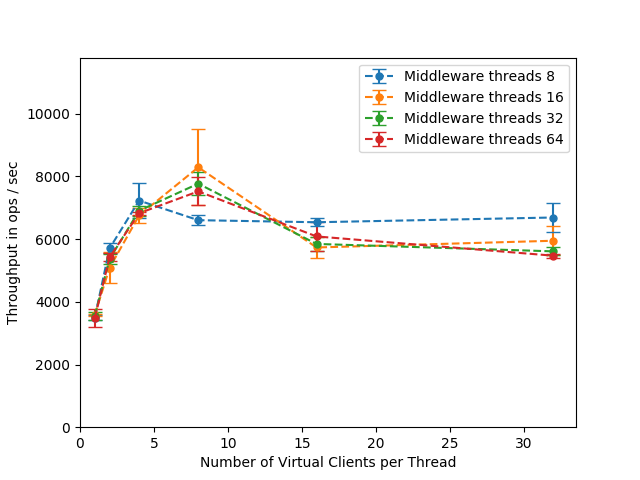 Middleware threads 8
Middleware threads 16
Middleware threads 32
Middleware threads 64
Throughput in ops / sec
10000
8000
6000
4000
2000
0
0 5 10 15 20 25 30
Number of Virtual Clients per Thread